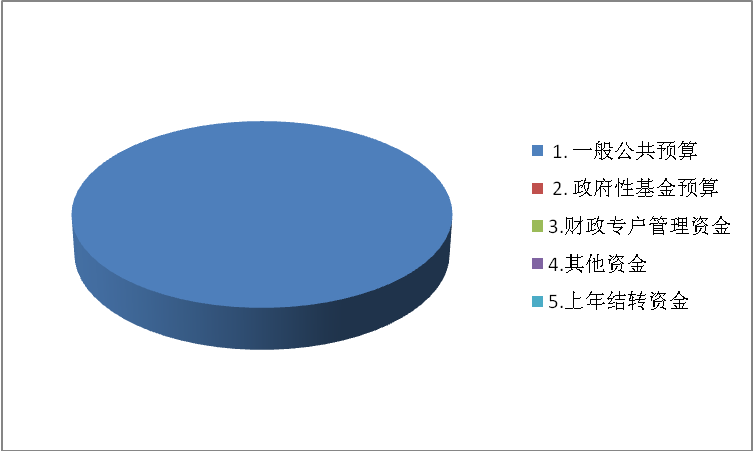 1. 一般公共预算
2. 政府性基金预算
3.财政专户管理资金
4.其他资金
5.上年结转资金